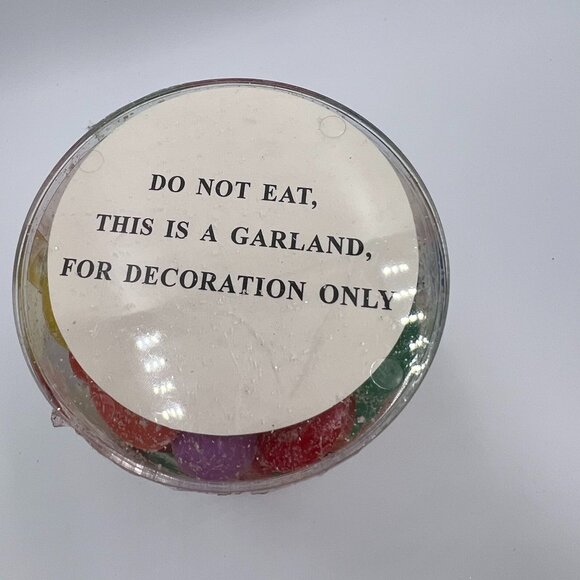 DO NOT EAT,
THIS IS A GARLAND,
FOR DECORATION ONLY